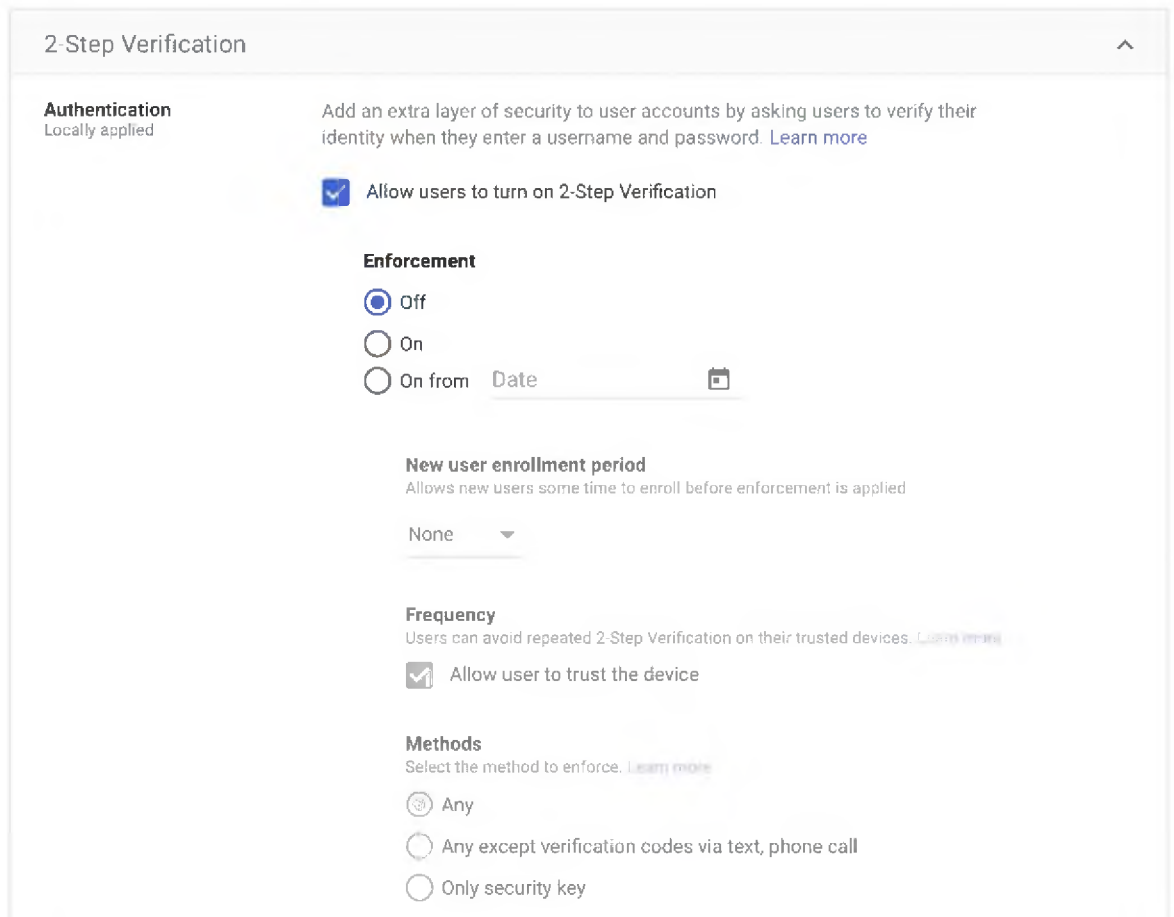 2-Step Verification
Authentication
Locally applied
Add an extra layer of security to user accounts by asking users to verify their
identity when they enter a username and password. Learn more
Allow users to turn on 2-Step Verification
Enforcement
Off
On
On from Date
New user enrollment period
Allows new users some time to enroll before enforcement is applied
None
Frequency
Users can avoid repeated 2-Step Verification on their trusted devices. Learn more
Allow user to trust the device
Methods
Select the method to enforce. Learn more
Any
Any except verification codes via text, phone call
Only security key